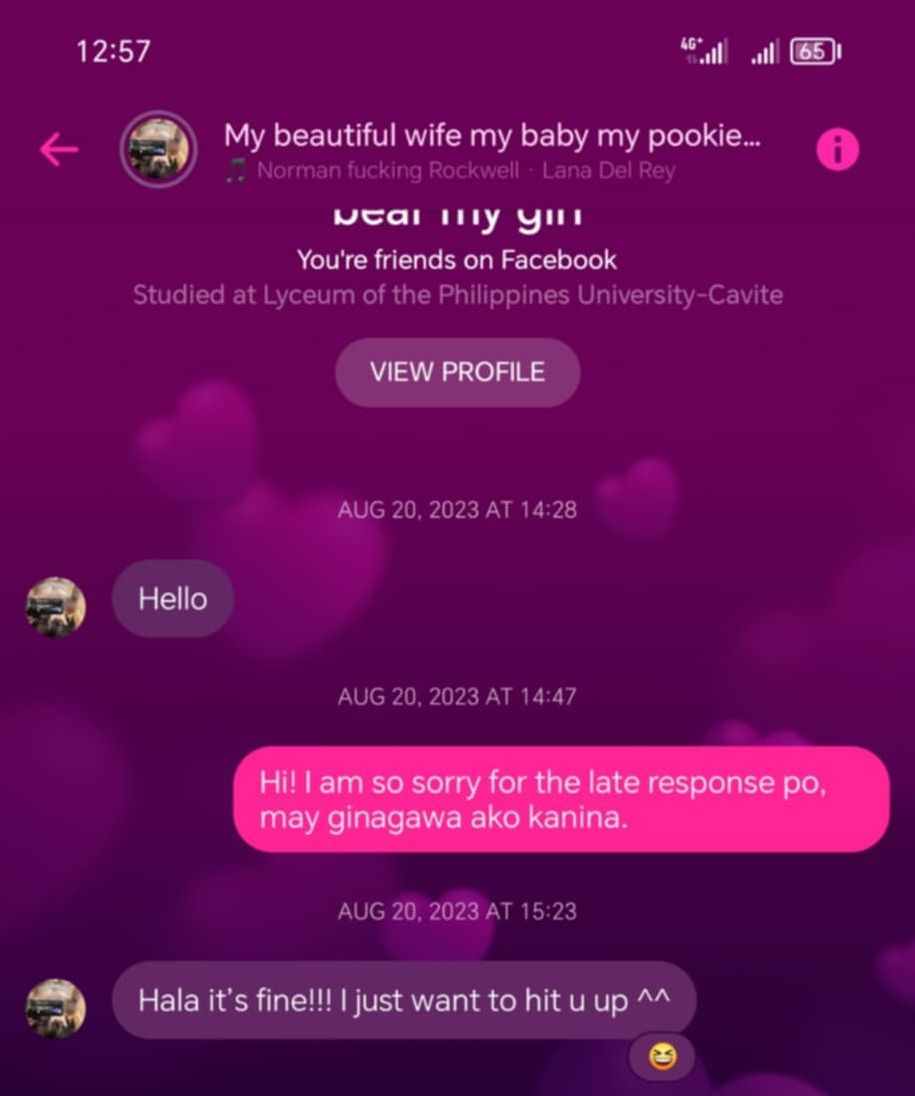 12:57
4G+
65
My beautiful wife my baby my pookie...
Norman fucking Rockwell · Lana Del Rey
bear my girl
You're friends on Facebook
Studied at Lyceum of the Philippines University-Cavite
VIEW PROFILE
AUG 20, 2023 AT 14:28
Hello
AUG 20, 2023 AT 14:47
Hi! I am so sorry for the late response po,
may ginagawa ako kanina.
AUG 20, 2023 AT 15:23
Hala it's fine!!! I just want to hit u up ^^